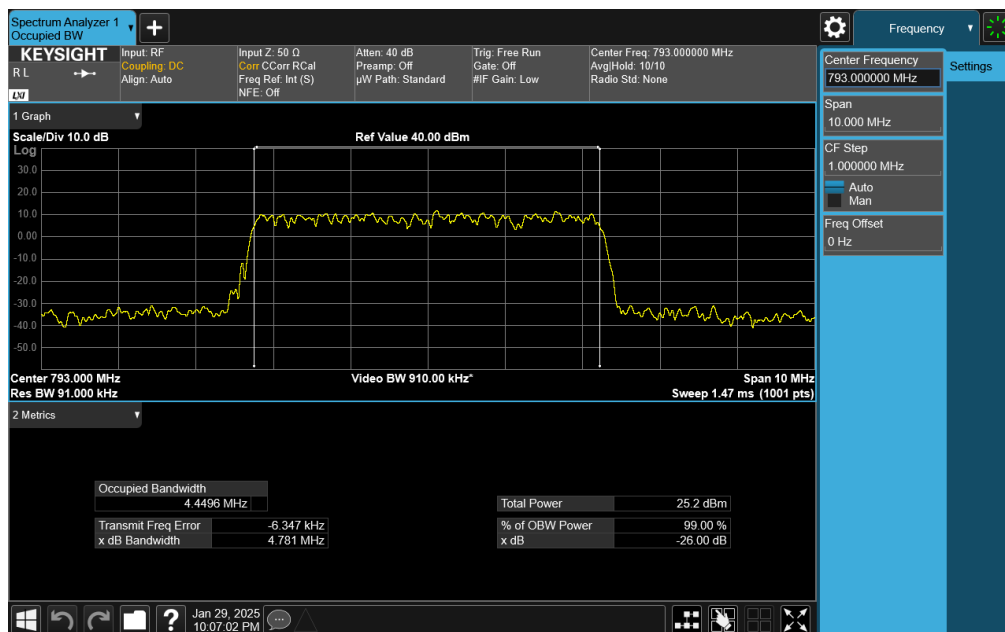 Spectrum Analyzer 1
Occupied BW
Frequency
KEYSIGHT
R L
LXI
Input: RF
Coupling: DC
Align: Auto
Input Z: 50 Ω
Corr CCorr RCal
Freq Ref: Int (S)
NFE: Off
Atten: 40 dB
Preamp: Off
µW Path: Standard
Trig: Free Run
Gate: Off
#IF Gain: Low
Center Freq: 793.000000 MHz
Avg|Hold: 10/10
Radio Std: None
Center Frequency
793.000000 MHz
Settings
Span
10.000 MHz
CF Step
1.000000 MHz
Auto
Man
Freq Offset
0 Hz
1 Graph
Scale/Div 10.0 dB
Ref Value 40.00 dBm
Log
30.0
20.0
10.0
0.00
-10.0
-20.0
-30.0
-40.0
-50.0
Center 793.000 MHz
Video BW 910.00 kHz*
Span 10 MHz
Res BW 91.000 kHz
Sweep 1.47 ms (1001 pts)
2 Metrics
Occupied Bandwidth
4.4496 MHz
Total Power 25.2 dBm
Transmit Freq Error -6.347 kHz
% of OBW Power 99.00 %
x dB Bandwidth 4.781 MHz
x dB -26.00 dB
Jan 29, 2025
10:07:02 PM